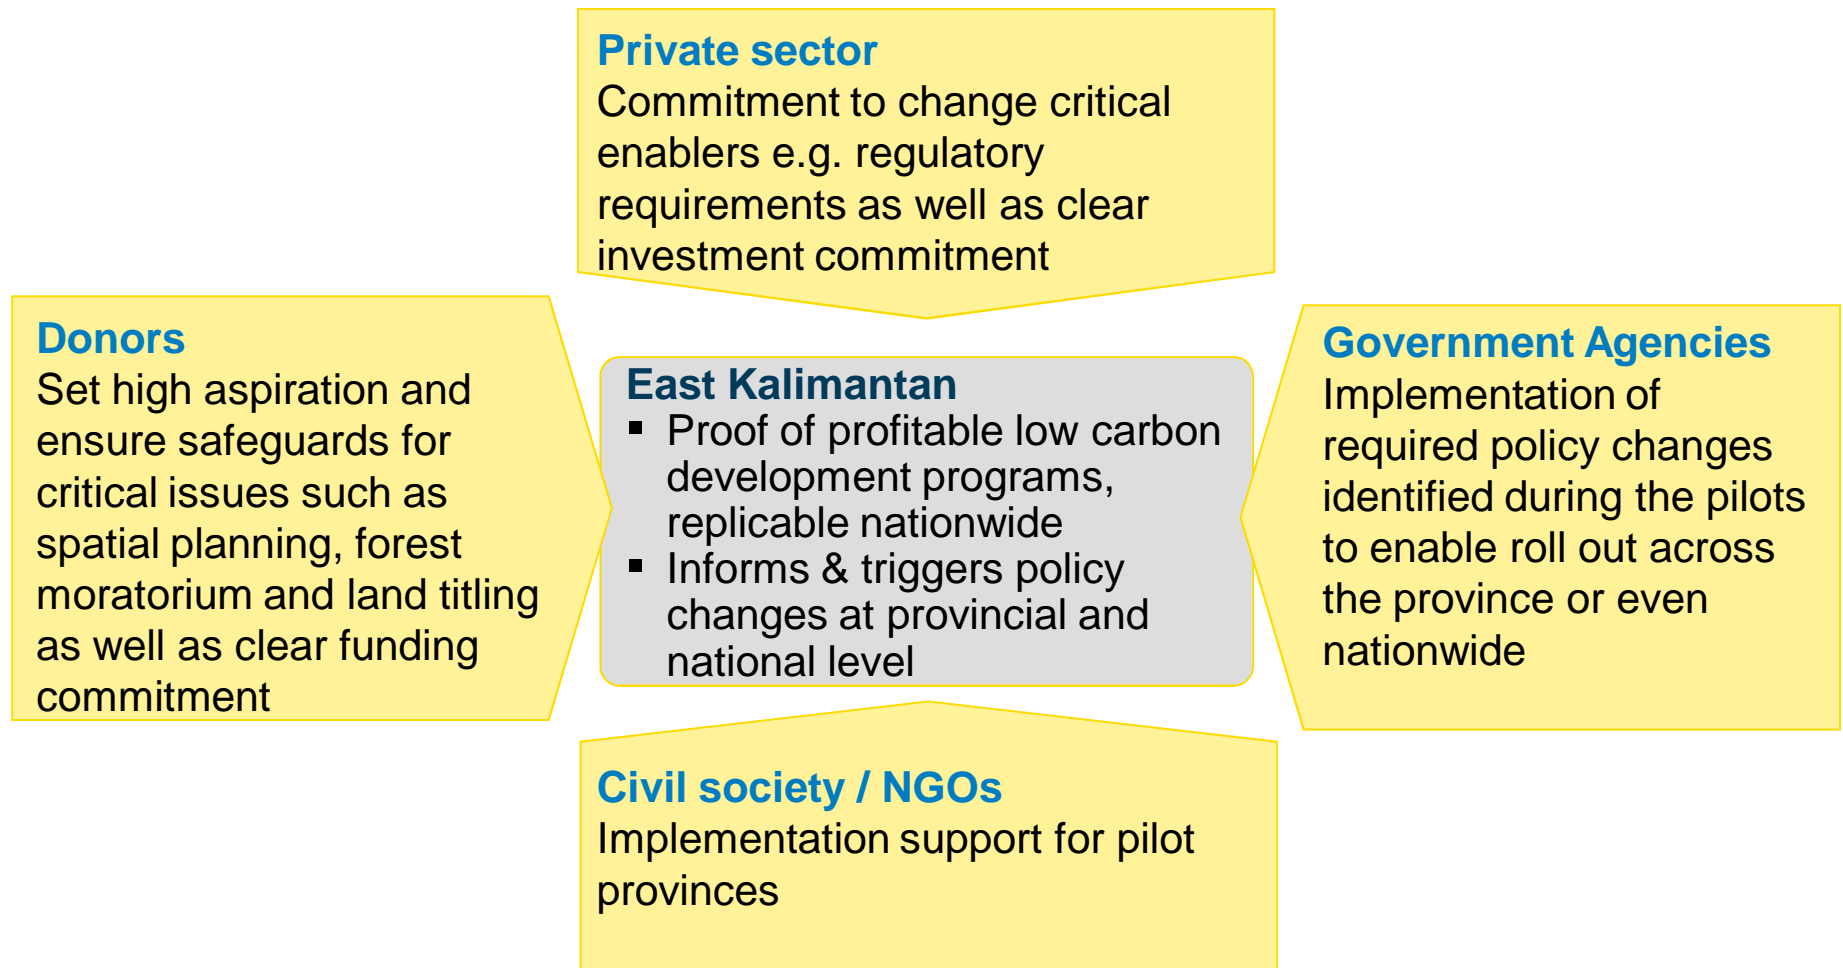 Private sector
Commitment to change critical
enablers e.g. regulatory
requirements as well as clear
investment commitment
Donors
Set high aspiration and
ensure safeguards for
critical issues such as
spatial planning, forest
moratorium and land titling
as well as clear funding
commitment
East Kalimantan
▪ Proof of profitable low carbon
development programs,
replicable nationwide
▪ Informs & triggers policy
changes at provincial and
national level
Government Agencies
Implementation of
required policy changes
identified during the pilots
to enable roll out across
the province or even
nationwide
Civil society / NGOs
Implementation support for pilot
provinces